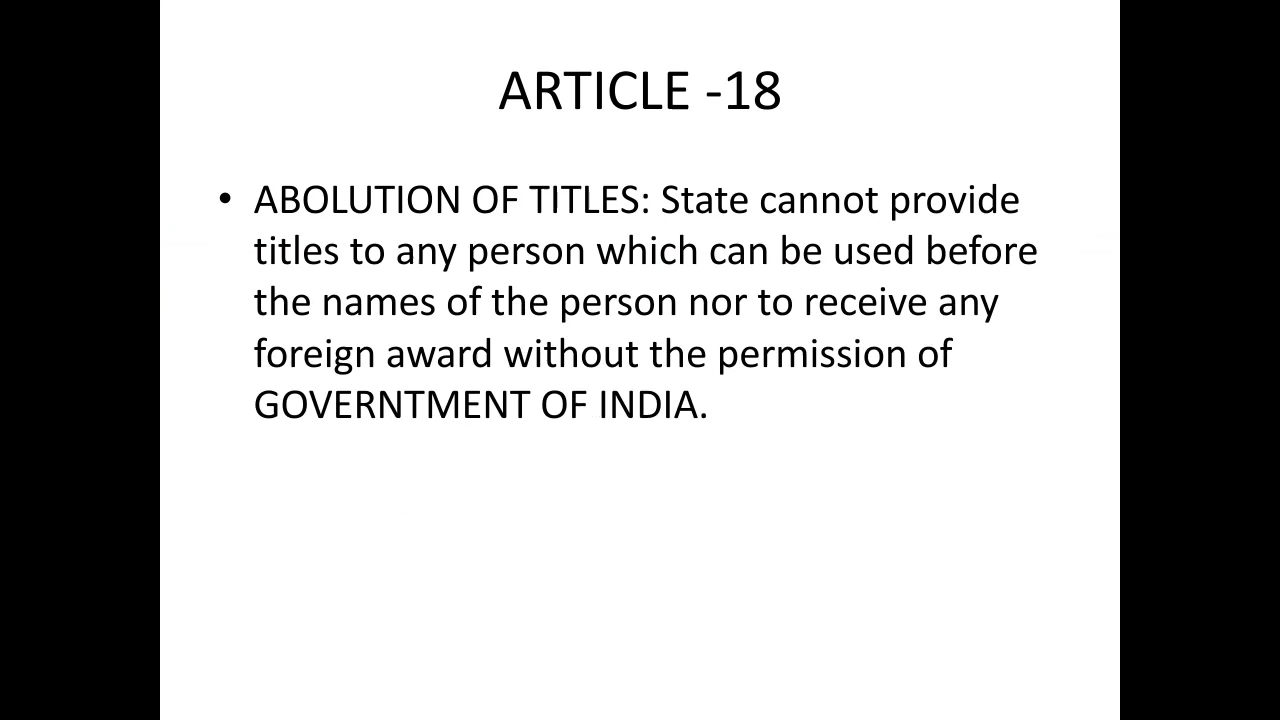 ARTICLE -18
• ABOLUTION OF TITLES: State cannot provide
titles to any person which can be used before
the names of the person nor to receive any
foreign award without the permission of
GOVERNTMENT OF INDIA.